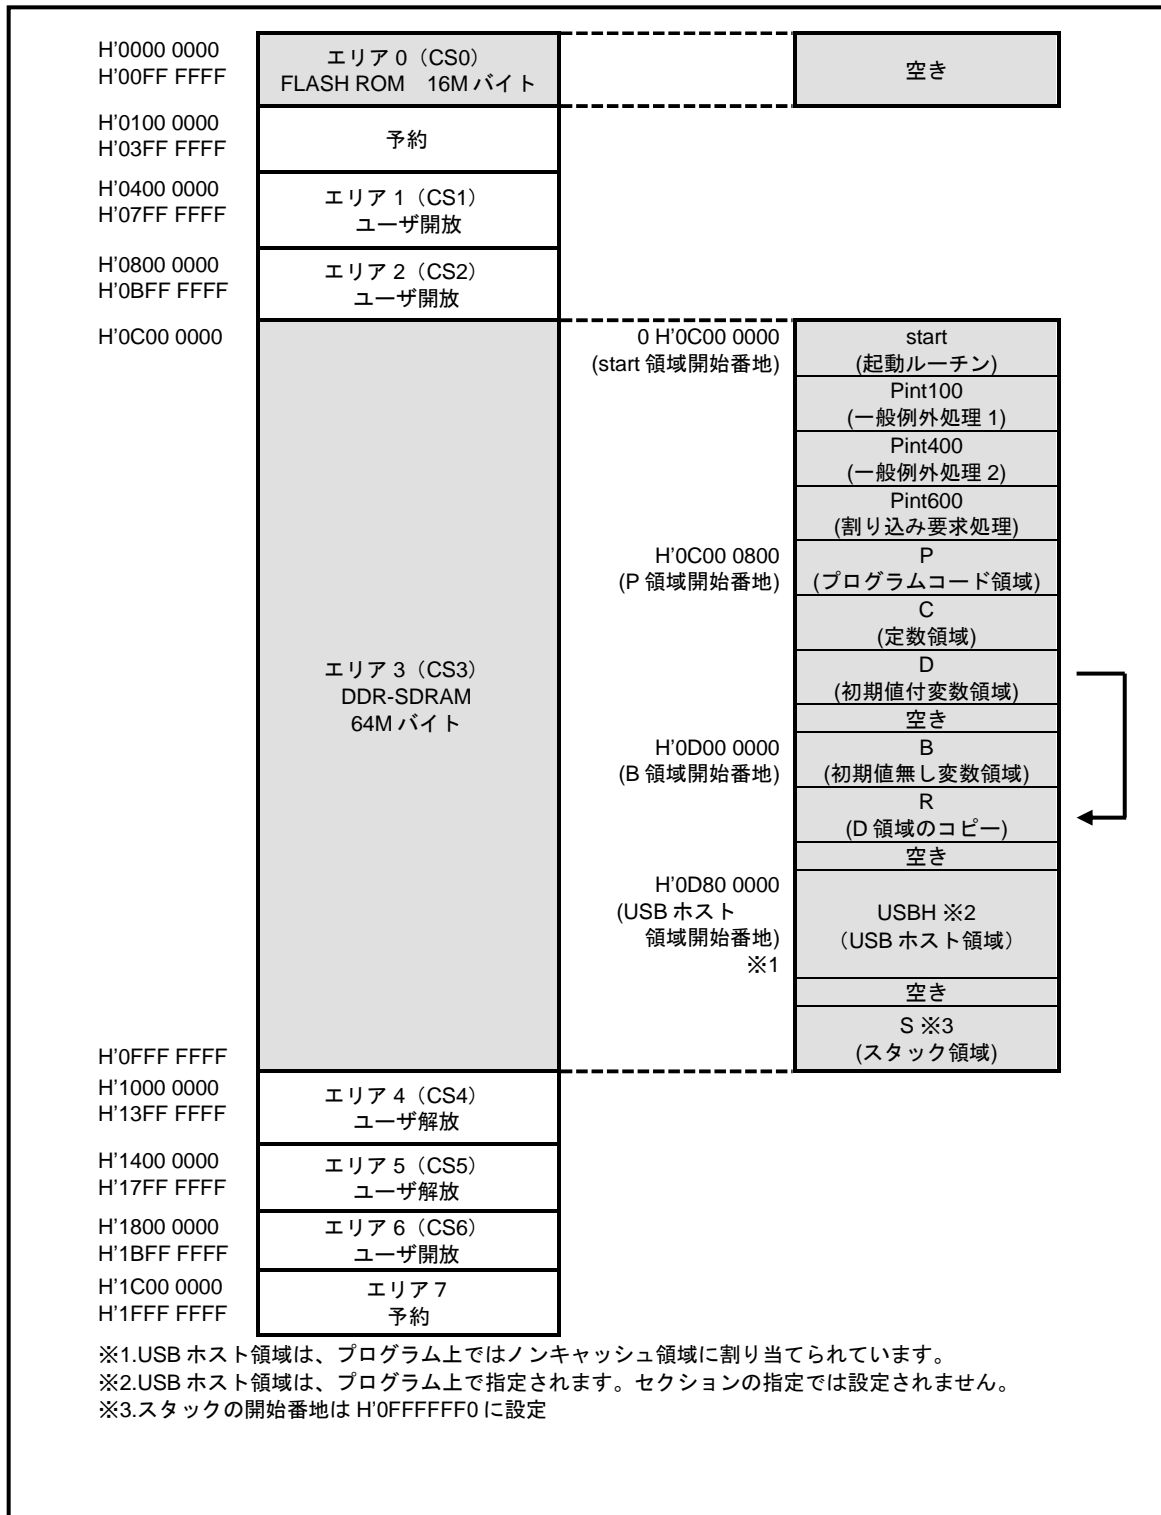 H'0000 0000
H'00FF FFFF
エリア 0（CS0）
FLASH ROM　16M バイト
空き
H'0100 0000
H'03FF FFFF
予約
H'0400 0000
H'07FF FFFF
エリア 1（CS1）
ユーザ開放
H'0800 0000
H'0BFF FFFF
エリア 2（CS2）
ユーザ開放
H'0C00 0000
エリア 3（CS3）
DDR-SDRAM
64M バイト
H'0FFF FFFF
0 H'0C00 0000
(start 領域開始番地)
start
(起動ルーチン)
Pint100
(一般例外処理 1)
Pint400
(一般例外処理 2)
Pint600
(割り込み要求処理)
H'0C00 0800
(P 領域開始番地)
P
(プログラムコード領域)
C
(定数領域)
D
(初期値付変数領域)
空き
H'0D00 0000
(B 領域開始番地)
B
(初期値無し変数領域)
R
(D 領域のコピー)
空き
H'0D80 0000
(USB ホスト
領域開始番地)
※1
USBH ※2
（USB ホスト領域）
空き
S ※3
(スタック領域)
H'1000 0000
H'13FF FFFF
エリア 4（CS4）
ユーザ解放
H'1400 0000
H'17FF FFFF
エリア 5（CS5）
ユーザ解放
H'1800 0000
H'1BFF FFFF
エリア 6（CS6）
ユーザ開放
H'1C00 0000
H'1FFF FFFF
エリア 7
予約
※1.USB ホスト領域は、プログラム上ではノンキャッシュ領域に割り当てられています。
※2.USB ホスト領域は、プログラム上で指定されます。セクションの指定では設定されません。
※3.スタックの開始番地は H'0FFFFFF0 に設定